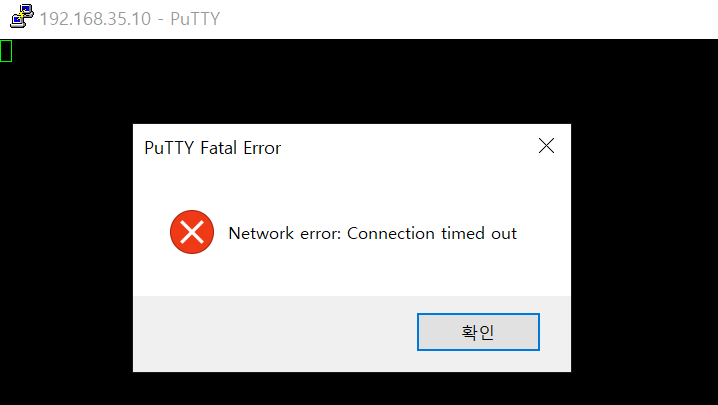 192.168.35.10 - PuTTY
PuTTY Fatal Error
Network error: Connection timed out
확인